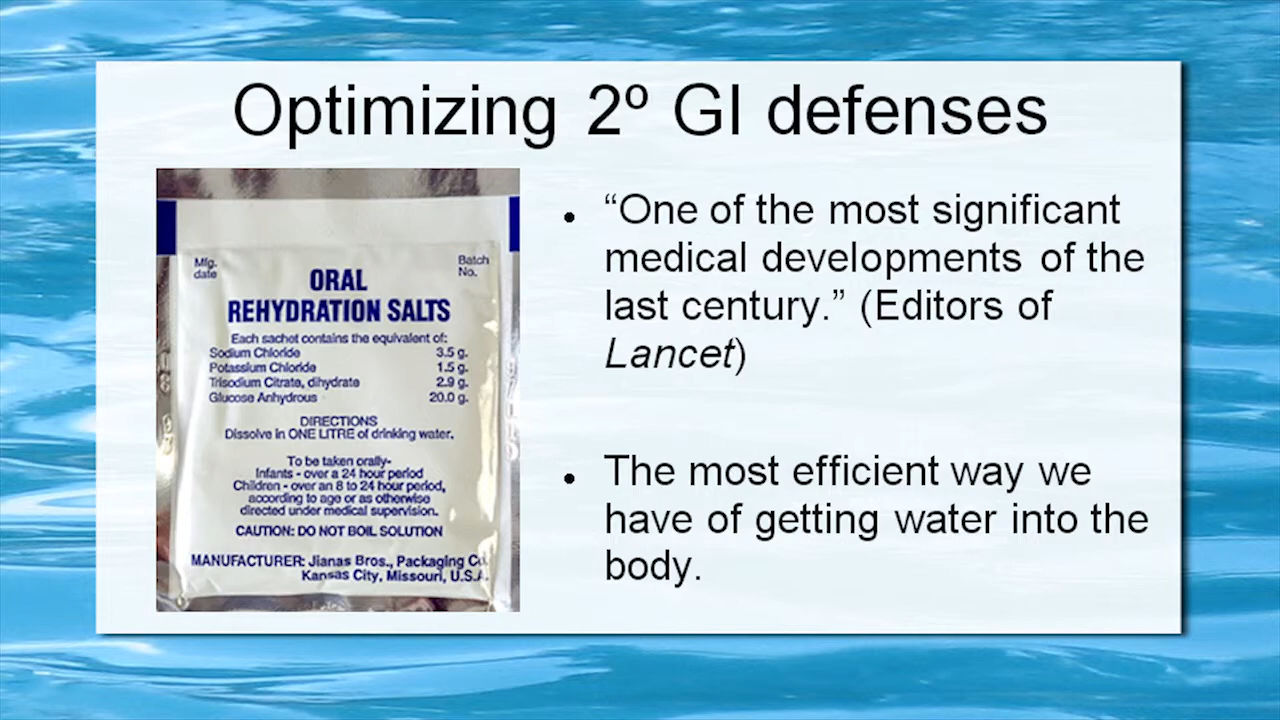 Optimizing 2º GI defenses
Mfg.
date
Batch
No.
ORAL
REHYDRATION SALTS
Each sachet contains the equivalent of:
Sodium Chloride 3.5 g.
Potassium Chloride 1.5 g.
Trisodium Citrate, dihydrate 2.9 g.
Glucose Anhydrous 20.0 g.
DIRECTIONS
Dissolve in ONE LITRE of drinking water.
To be taken orally-
Infants - over a 24 hour period
Children - over an 8 to 24 hour period,
according to age or as otherwise
directed under medical supervision.
CAUTION: DO NOT BOIL SOLUTION
MANUFACTURER: Jianas Bros., Packaging Co.
Kansas City, Missouri, U.S.A.
• “One of the most significant
medical developments of the
last century.” (Editors of
Lancet)
• The most efficient way we
have of getting water into the
body.